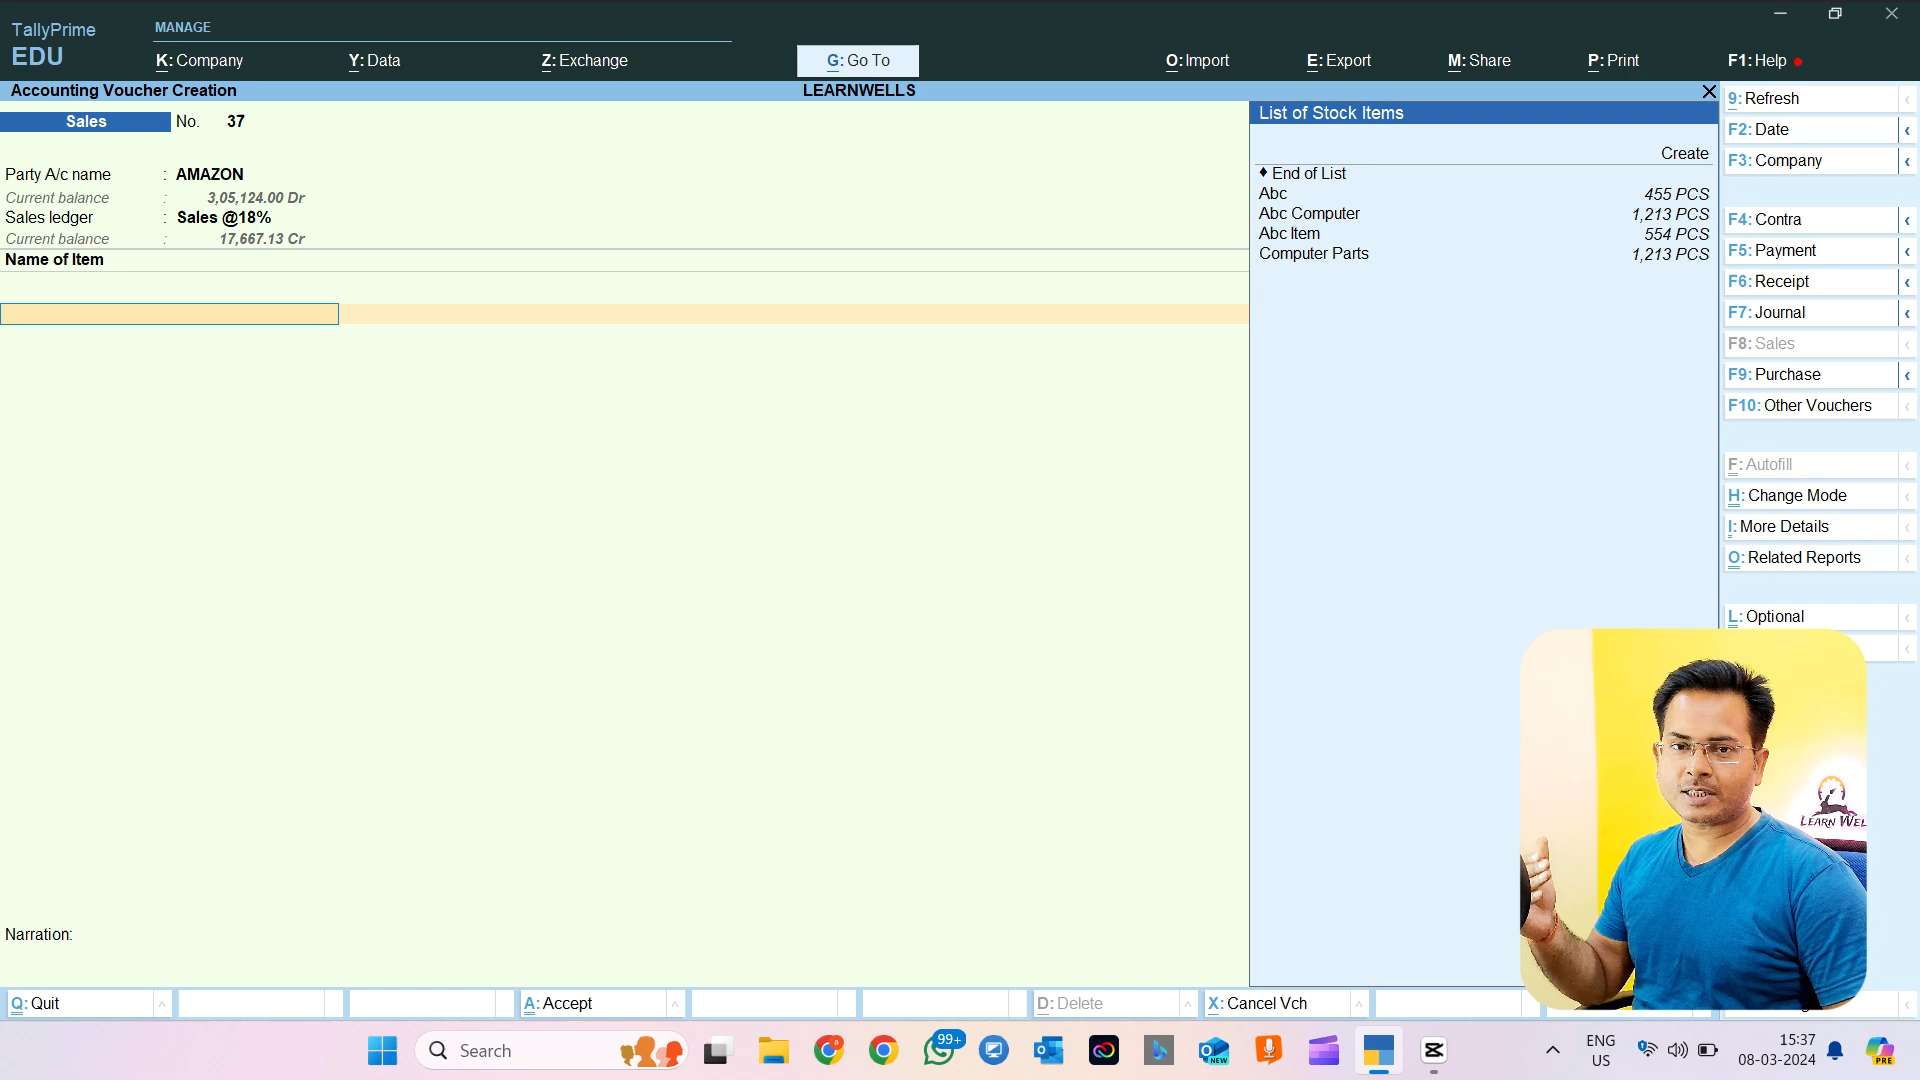 TallyPrime
EDU
MANAGE
K: Company
Y: Data
Z: Exchange
G: Go To
O: Import
E: Export
M: Share
P: Print
F1: Help
Accounting Voucher Creation
LEARNWELLS
Sales No. 37
Party A/c name : AMAZON
Current balance : 3,05,124.00 Dr
Sales ledger : Sales @18%
Current balance : 17,667.13 Cr
Name of Item
Narration:
List of Stock Items
Create
♦ End of List
Abc 455 PCS
Abc Computer 1,213 PCS
Abc Item 554 PCS
Computer Parts 1,213 PCS
9: Refresh
F2: Date
F3: Company
F4: Contra
F5: Payment
F6: Receipt
F7: Journal
F8: Sales
F9: Purchase
F10: Other Vouchers
F: Autofill
H: Change Mode
I: More Details
O: Related Reports
L: Optional
LEARN WEL
Q: Quit
A: Accept
D: Delete
X: Cancel Vch
Search
99+
NEW
ENG
US
15:37
08-03-2024
PRE